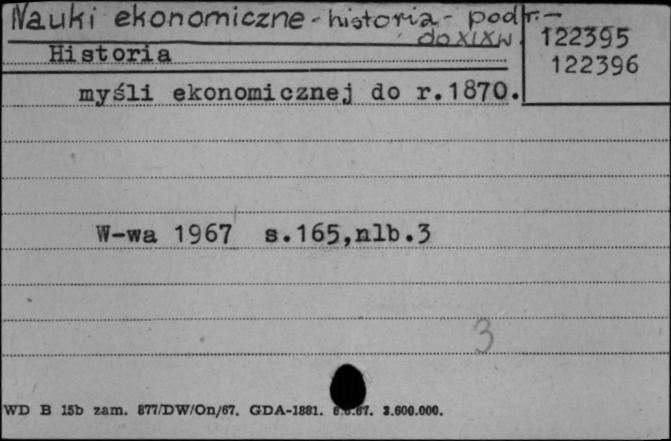 Nauki ekonomiczne - historia - podr. -
do XIX w.
122395
Historia
122396
myśli ekonomicznej do r.1870.
W-wa 1967 s.165,nlb.3
3
WD B 15b zam. 877/DW/On/67. GDA-1881. 67. 3.600.000.